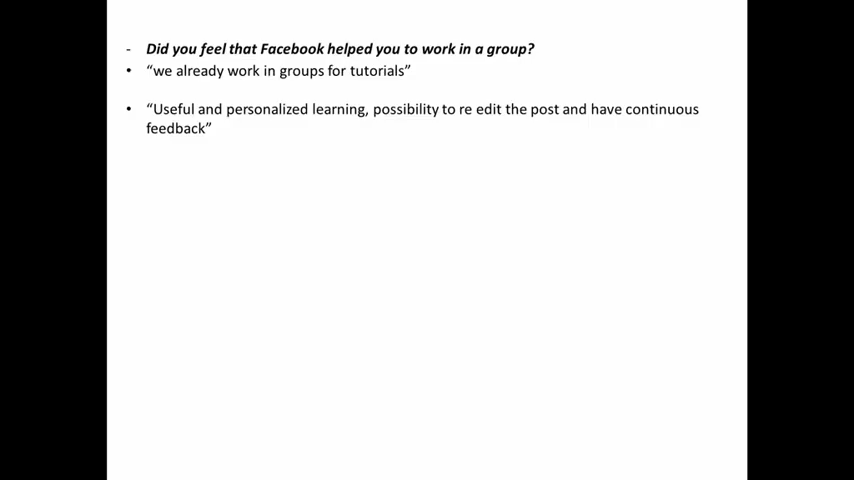 - Did you feel that Facebook helped you to work in a group?
• “we already work in groups for tutorials”
• “Useful and personalized learning, possibility to re edit the post and have continuous
feedback”